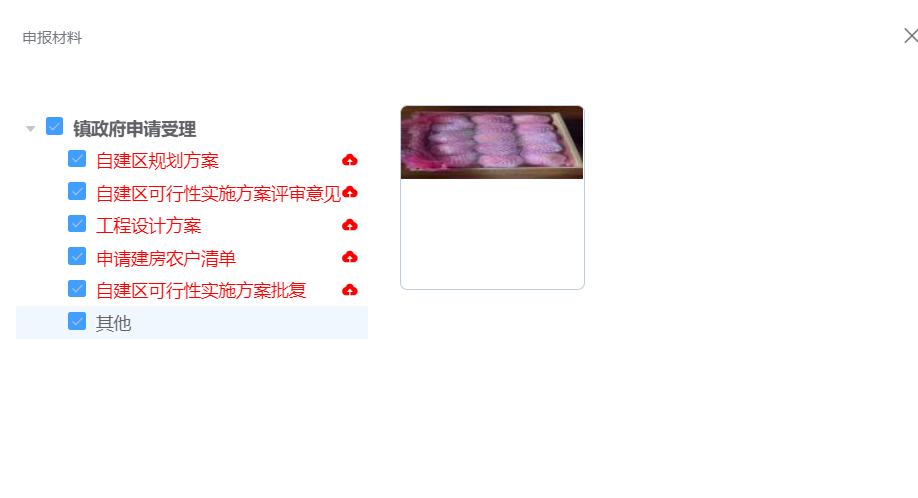 申报材料
镇政府申请受理
自建区规划方案
自建区可行性实施方案评审意见
工程设计方案
申请建房农户清单
自建区可行性实施方案批复
其他